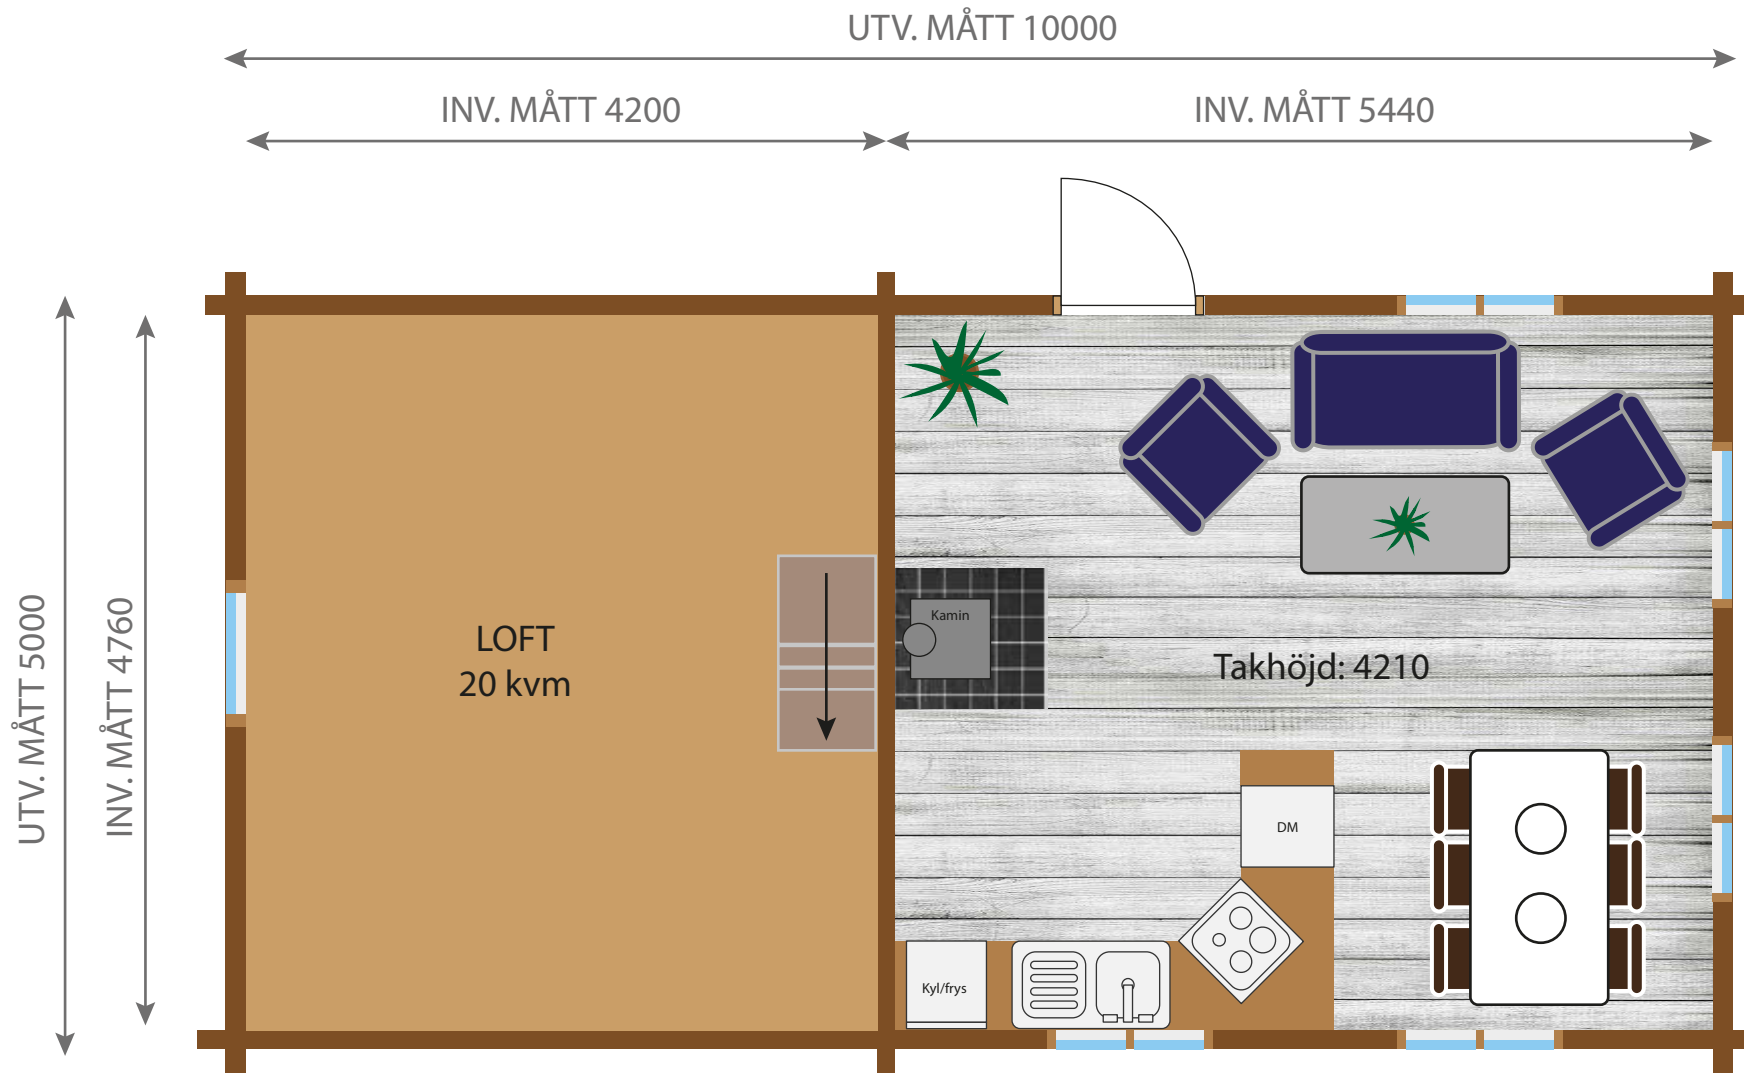 UTV. MÅTT 10000
INV. MÅTT 4200
INV. MÅTT 5440
UTV. MÅTT 5000
INV. MÅTT 4760
LOFT
20 kvm
Kamin
Takhöjd: 4210
DM
Kyl/frys